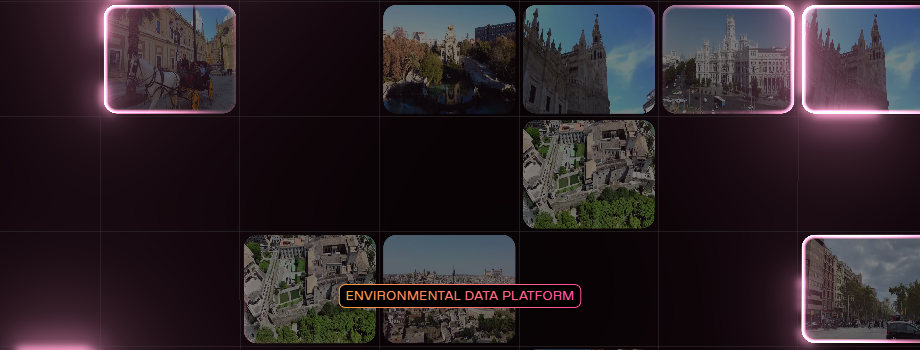 ENVIRONMENTAL DATA PLATFORM